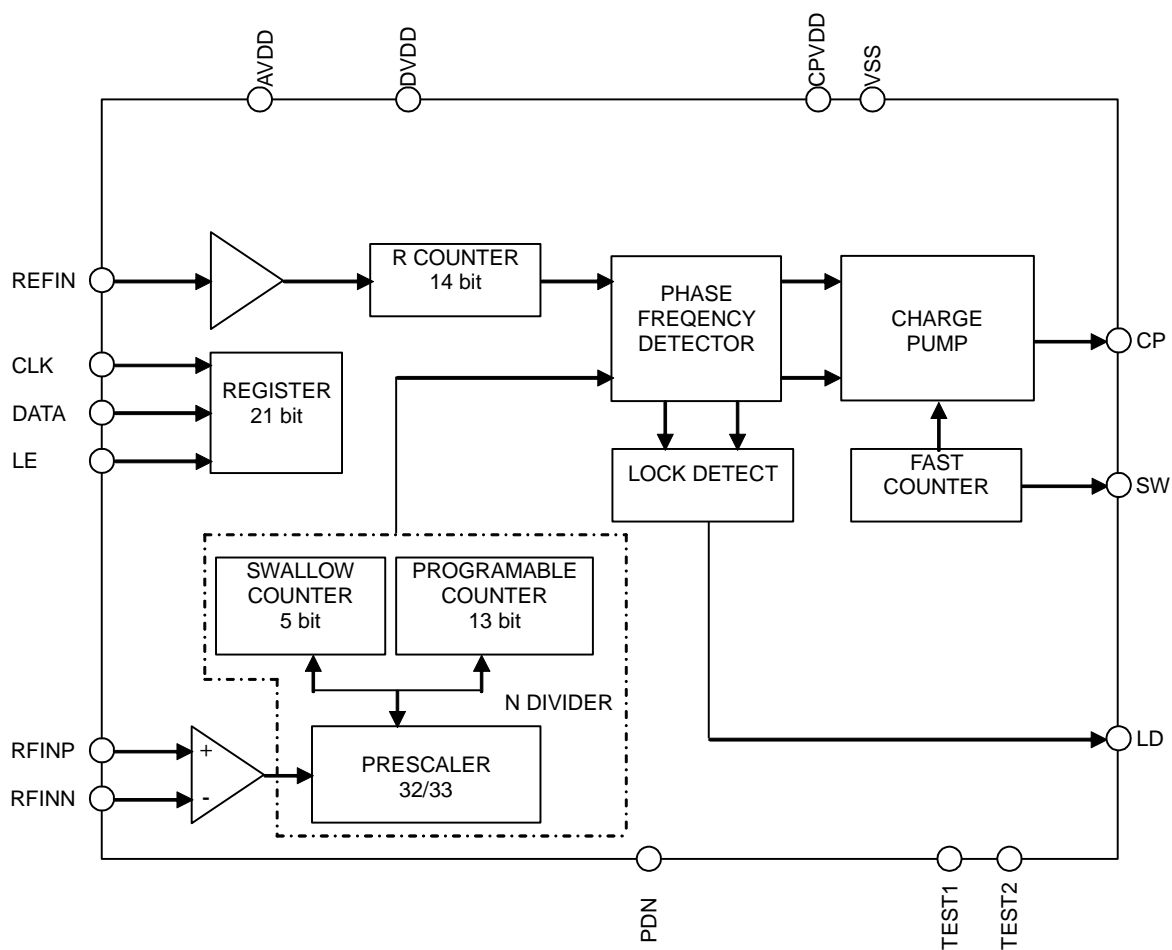 AVDD
DVDD
CPVDD
VSS
REFIN
R COUNTER
14 bit
PHASE
FREQENCY
DETECTOR
CHARGE
PUMP
CP
CLK
DATA
LE
REGISTER
21 bit
LOCK DETECT
FAST
COUNTER
SW
SWALLOW
COUNTER
5 bit
PROGRAMABLE
COUNTER
13 bit
N DIVIDER
RFINP
RFINN
+
-
PRESCALER
32/33
LD
PDN
TEST1
TEST2